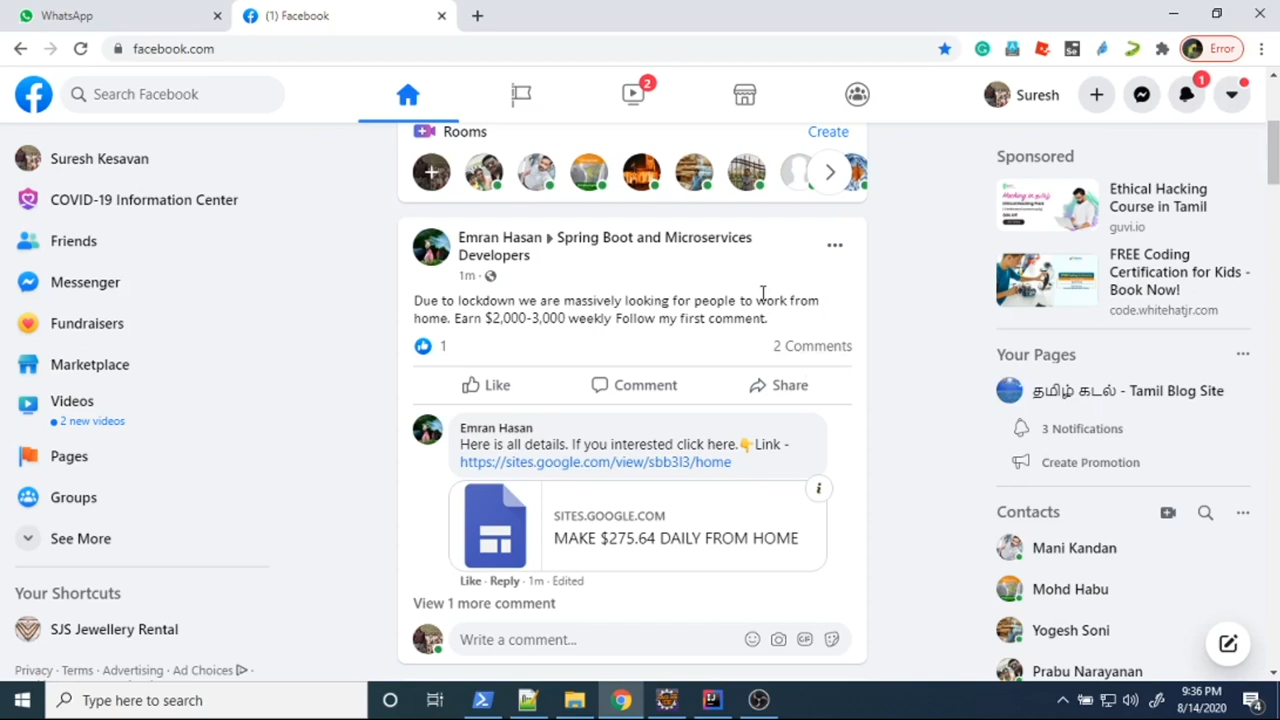 WhatsApp
(1) Facebook
facebook.com
Error
Search Facebook
2
Suresh
1
Suresh Kesavan
COVID-19 Information Center
Friends
Messenger
Fundraisers
Marketplace
Videos
2 new videos
Pages
Groups
See More
Your Shortcuts
SJS Jewellery Rental
Privacy · Terms · Advertising · Ad Choices ·
Rooms
Create
Emran Hasan Spring Boot and Microservices
Developers
1m ·
Due to lockdown we are massively looking for people to work from
home. Earn $2,000-3,000 weekly Follow my first comment.
1
2 Comments
Like
Comment
Share
Emran Hasan
Here is all details. If you interested click here.👇Link -
https://sites.google.com/view/sbb3l3/home
SITES.GOOGLE.COM
MAKE $275.64 DAILY FROM HOME
Like · Reply · 1m · Edited
View 1 more comment
Write a comment...
GIF
Sponsored
Ethical Hacking
Course in Tamil
guvi.io
FREE Coding
Certification for Kids -
Book Now!
code.whitehatjr.com
Your Pages
தமிழ் கடல் - Tamil Blog Site
3 Notifications
Create Promotion
Contacts
Mani Kandan
Mohd Habu
Yogesh Soni
Prabu Narayanan
Type here to search
9:36 PM
8/14/2020
4